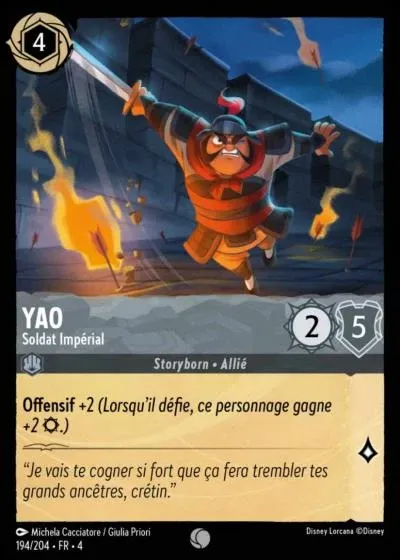 4
YAO
Soldat Impérial
2
5
Storyborn • Allié
Offensif +2 (Lorsqu'il défie, ce personnage gagne
+2 .)
“Je vais te cogner si fort que ça fera trembler tes
grands ancêtres, crétin.”
Michela Cacciatore / Giulia Priori
Disney Lorcana ©Disney
194/204 • FR • 4